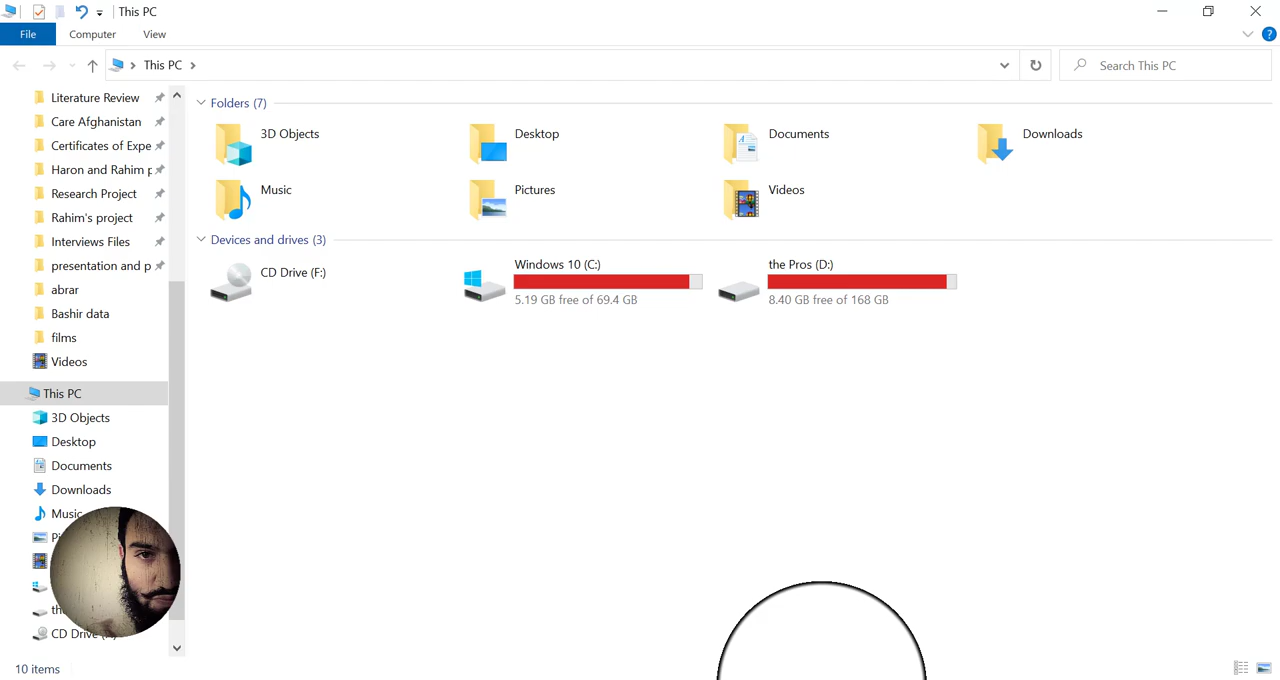 This PC
File Computer View
This PC
Search This PC
Literature Review
Care Afghanistan
Certificates of Expe
Haron and Rahim p
Research Project
Rahim's project
Interviews Files
presentation and p
abrar
Bashir data
films
Videos
This PC
3D Objects
Desktop
Documents
Downloads
Music
CD Drive
Folders (7)
3D Objects
Desktop
Documents
Downloads
Music
Pictures
Videos
Devices and drives (3)
CD Drive (F:)
Windows 10 (C:)
5.19 GB free of 69.4 GB
the Pros (D:)
8.40 GB free of 168 GB
10 items